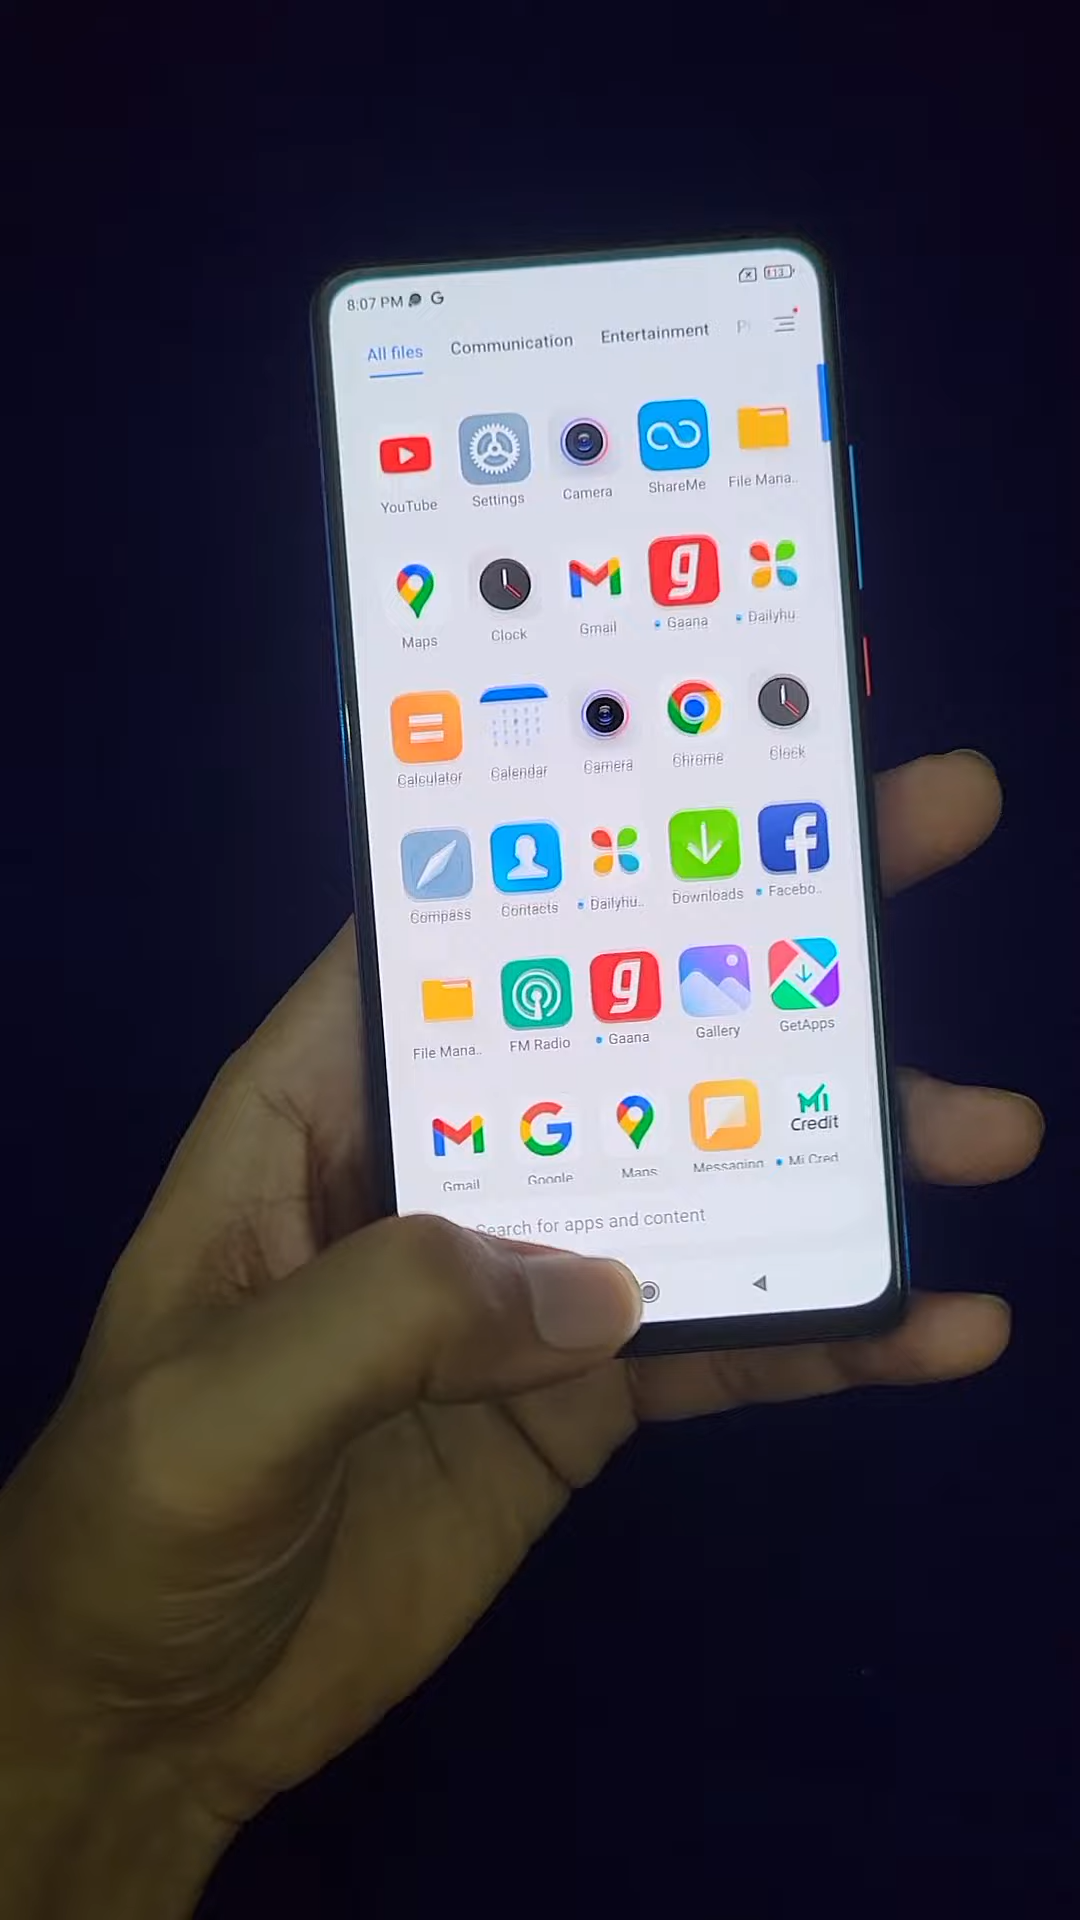 8:07 PM G 13
All files Communication Entertainment
YouTube Settings Camera ShareMe File Mana..
g
Maps Clock Gmail Gaana Dailyhu
Calculator Calendar Camera Chrome Clock
Compass Contacts Dailyhu.. Downloads Facebo..
g
File Mana.. FM Radio Gaana Gallery GetApps
MI
Credit
Gmail Google Maps Messaging Mi Cred
Search for apps and content